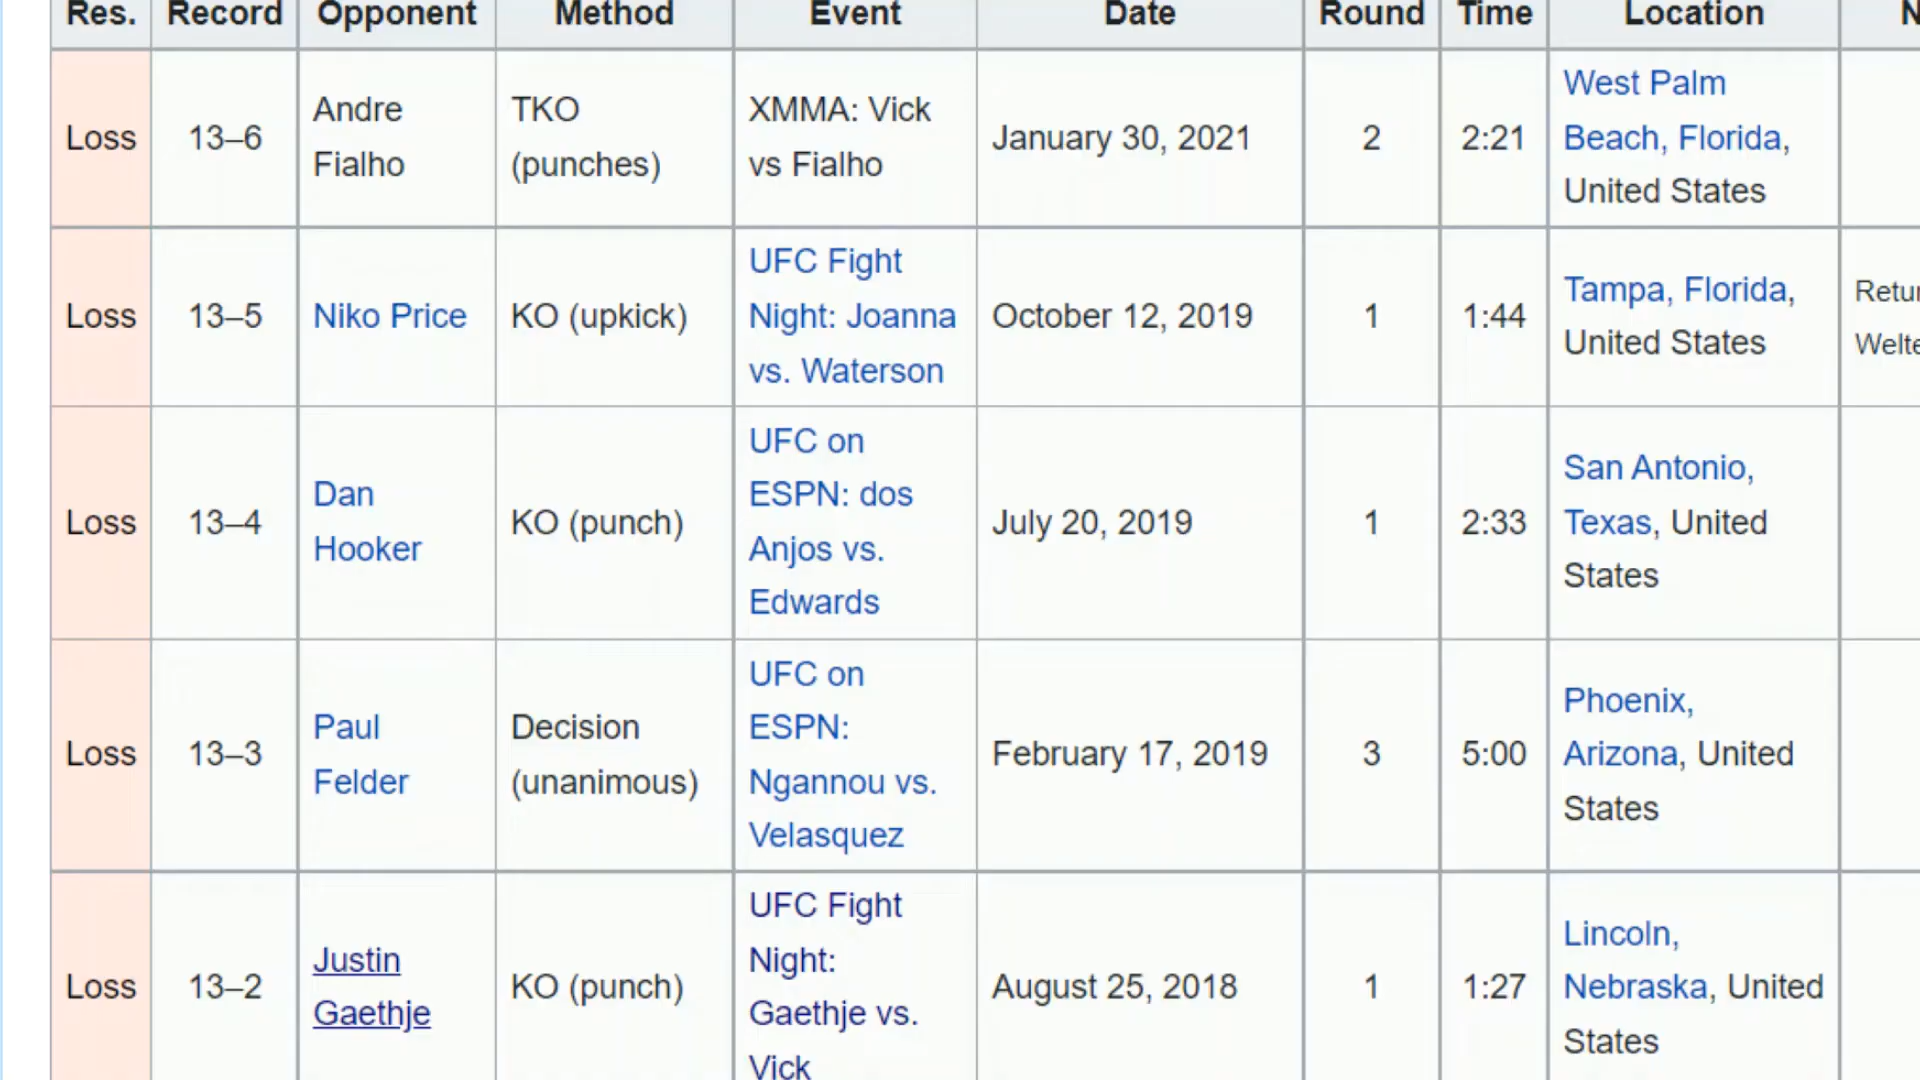 Res. Record Opponent Method Event Date Round Time Location
Loss 13–6 Andre Fialho TKO (punches) XMMA: Vick vs Fialho January 30, 2021 2 2:21 West Palm Beach, Florida, United States
Loss 13–5 Niko Price KO (upkick) UFC Fight Night: Joanna vs. Waterson October 12, 2019 1 1:44 Tampa, Florida, United States
Loss 13–4 Dan Hooker KO (punch) UFC on ESPN: dos Anjos vs. Edwards July 20, 2019 1 2:33 San Antonio, Texas, United States
Loss 13–3 Paul Felder Decision (unanimous) UFC on ESPN: Ngannou vs. Velasquez February 17, 2019 3 5:00 Phoenix, Arizona, United States
Loss 13–2 Justin Gaethje KO (punch) UFC Fight Night: Gaethje vs. Vick August 25, 2018 1 1:27 Lincoln, Nebraska, United States